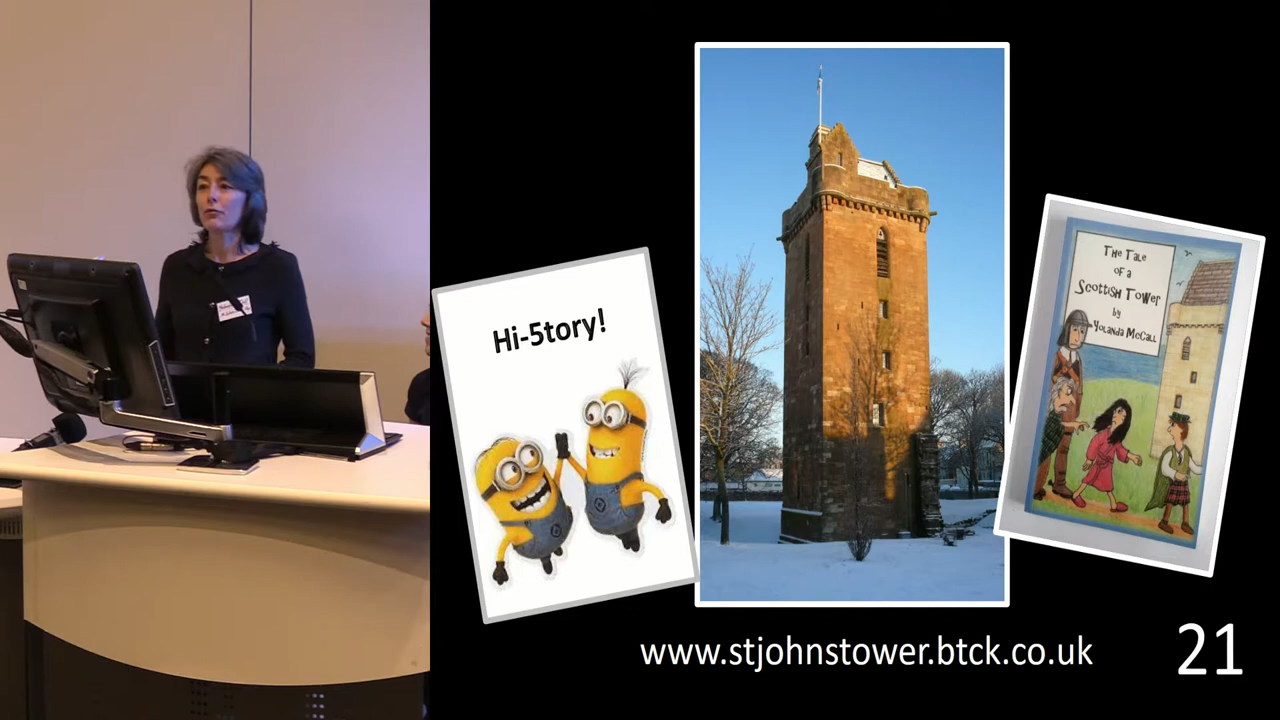 Hi-5tory!
The Tale
of a
Scottish Tower
by
Yolanda McCall
www.stjohnstower.btck.co.uk
21